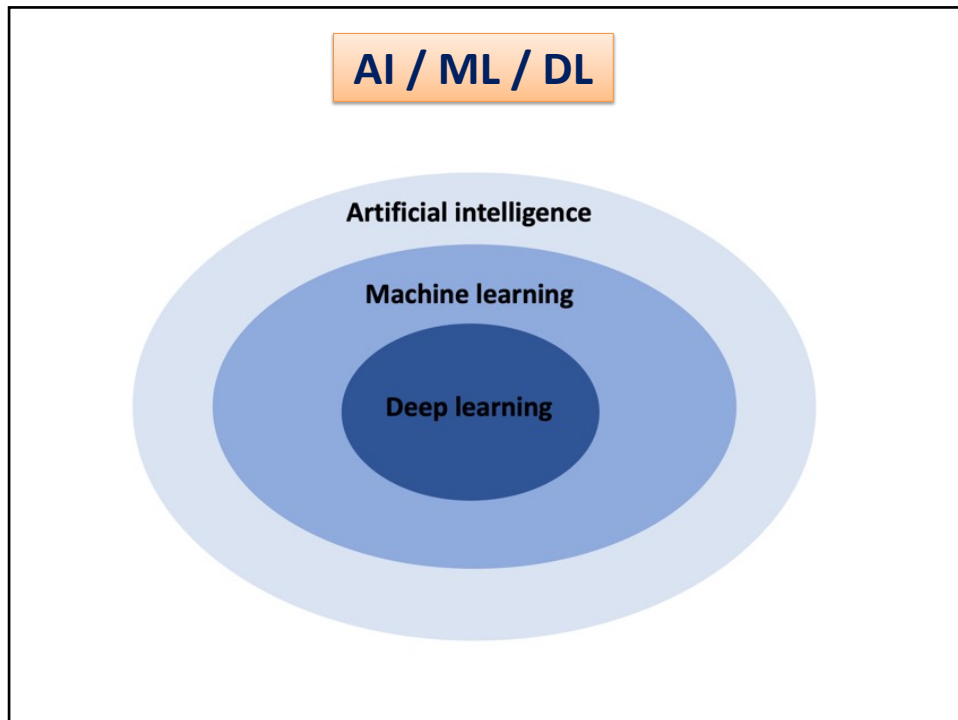 AI / ML / DL
Artificial intelligence
Machine learning
Deep learning